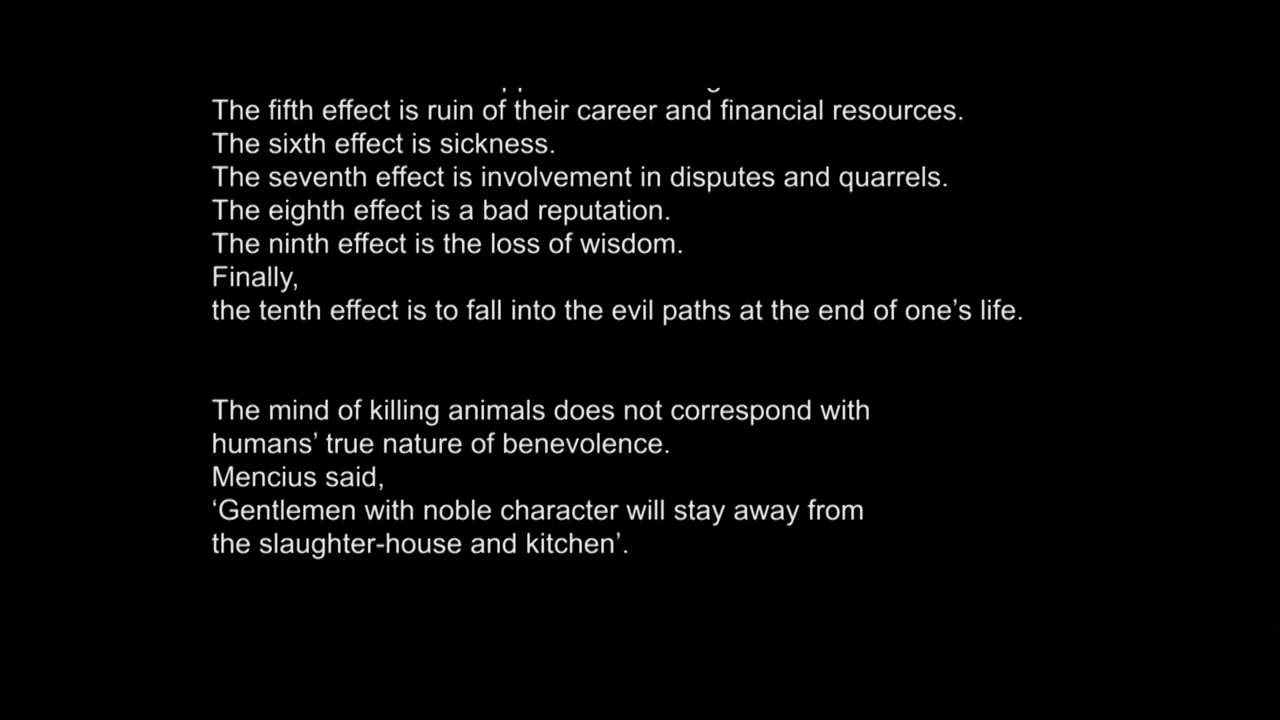 The fifth effect is ruin of their career and financial resources.
The sixth effect is sickness.
The seventh effect is involvement in disputes and quarrels.
The eighth effect is a bad reputation.
The ninth effect is the loss of wisdom.
Finally,
the tenth effect is to fall into the evil paths at the end of one’s life.
The mind of killing animals does not correspond with
humans’ true nature of benevolence.
Mencius said,
‘Gentlemen with noble character will stay away from
the slaughter-house and kitchen’.